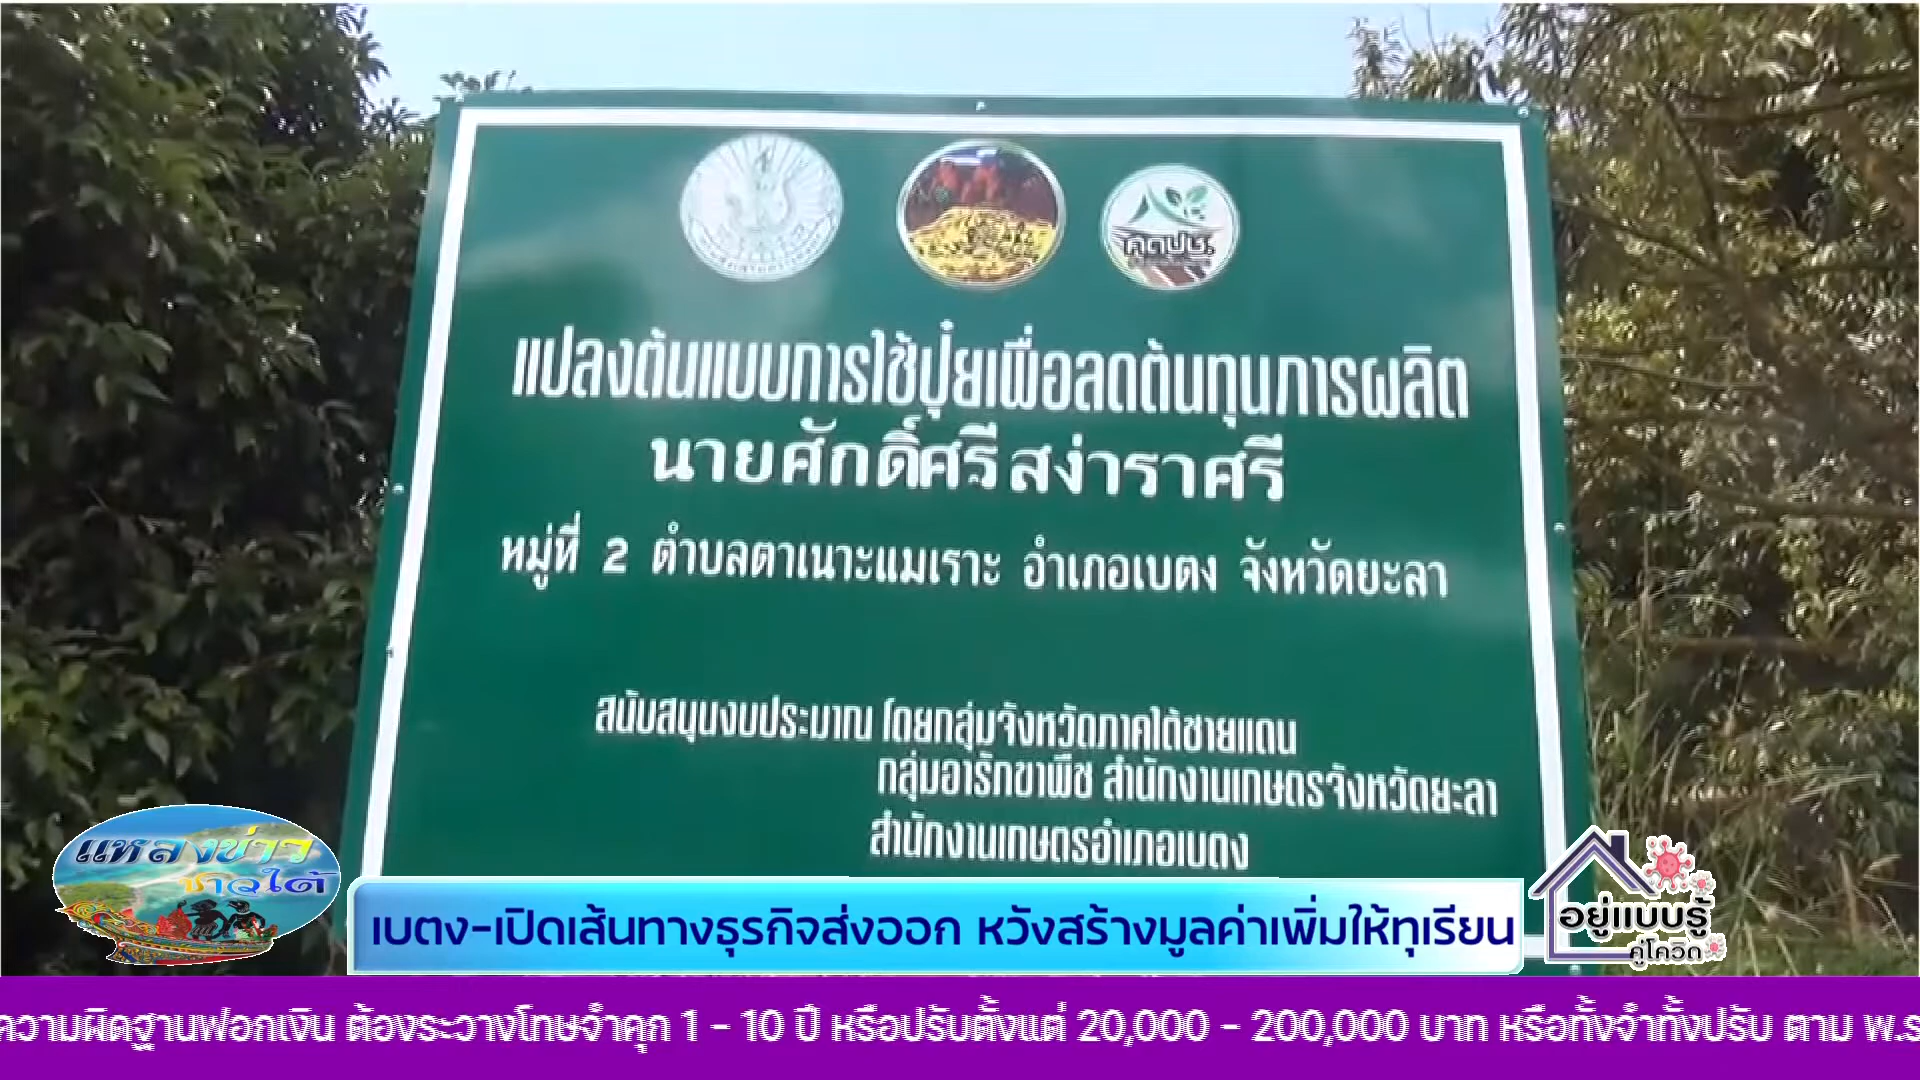 คตปช.
แปลงต้นแบบการใช้ปุ๋ยเพื่อลดต้นทุนการผลิต
นายศักดิ์ศรี สง่าราศรี
หมู่ที่ 2 ตำบลตาเนาะแมเราะ อำเภอเบตง จังหวัดยะลา
สนับสนุนงบประมาณ โดยกลุ่มจังหวัดภาคใต้ชายแดน
กลุ่มอารักขาพืช สำนักงานเกษตรจังหวัดยะลา
สำนักงานเกษตรอำเภอเบตง
แหลงข่าว
ชาวใต้
เบตง-เปิดเส้นทางธุรกิจส่งออก หวังสร้างมูลค่าเพิ่มให้ทุเรียน
อยู่แบบรู้
คู่โควิด
ความผิดฐานฟอกเงิน ต้องระวางโทษจำคุก 1 - 10 ปี หรือปรับตั้งแต่ 20,000 - 200,000 บาท หรือทั้งจำทั้งปรับ ตาม พ.ร